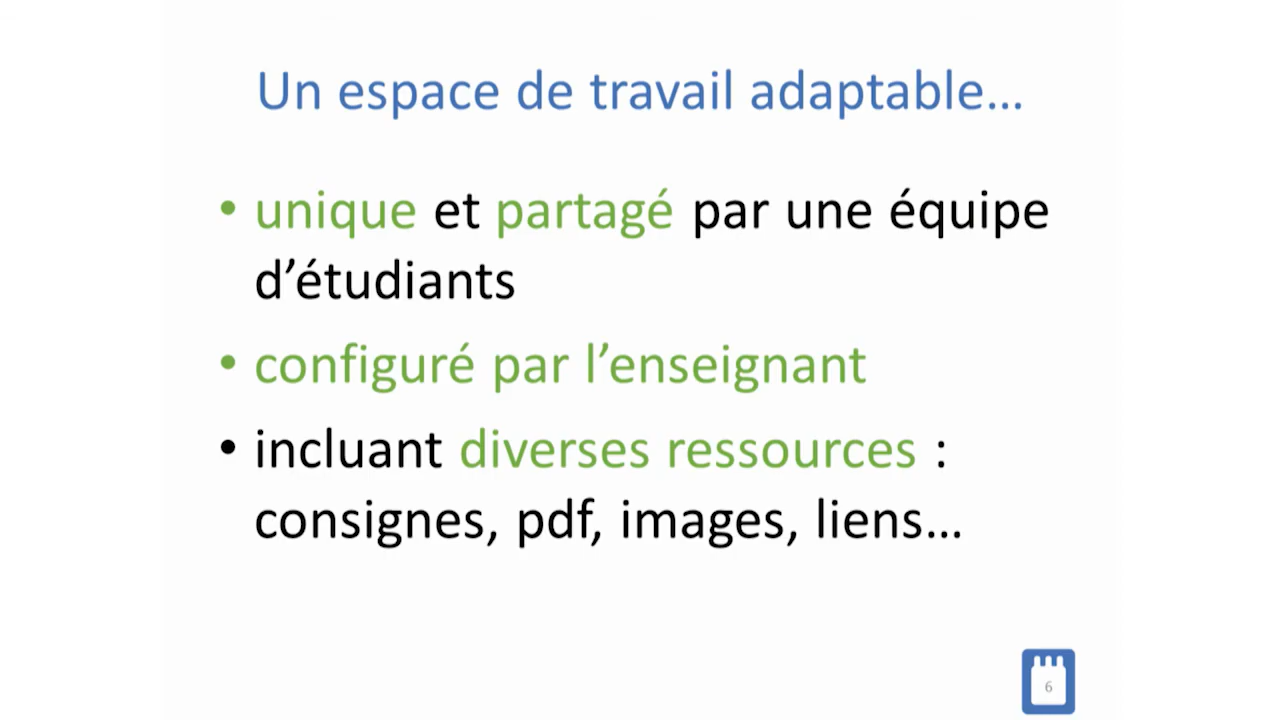 Un espace de travail adaptable…
• unique et partagé par une équipe
d’étudiants
• configuré par l’enseignant
• incluant diverses ressources :
consignes, pdf, images, liens…
6